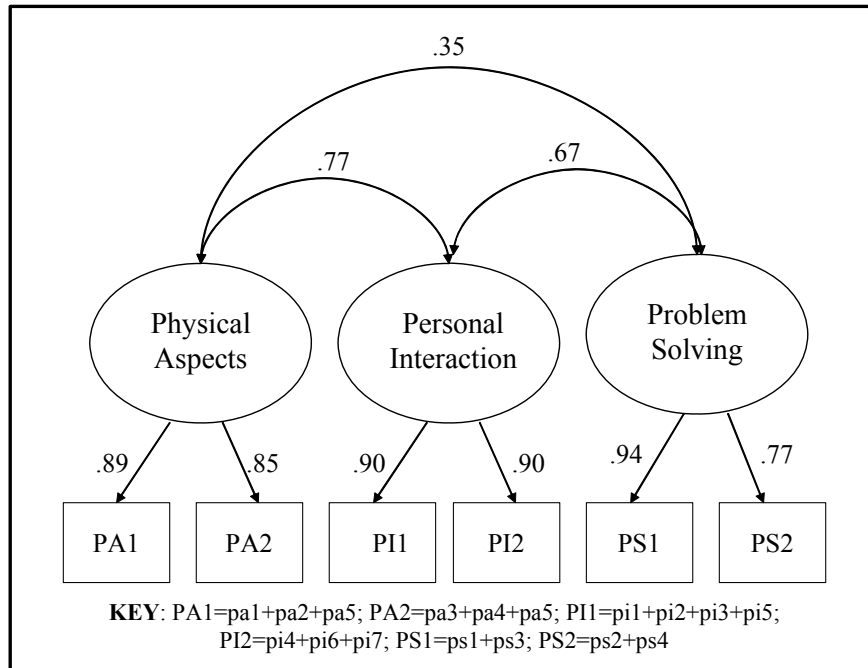 .35
.77
.67
Physical
Aspects
Personal
Interaction
Problem
Solving
.89
.85
.90
.90
.94
.77
PA1
PA2
PI1
PI2
PS1
PS2
KEY: PA1=pa1+pa2+pa5; PA2=pa3+pa4+pa5; PI1=pi1+pi2+pi3+pi5;
PI2=pi4+pi6+pi7; PS1=ps1+ps3; PS2=ps2+ps4